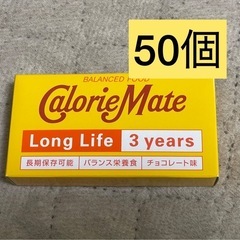 50個
BALANCED FOOD
CalorieMate
Long Life 3 years
長期保存可能 バランス栄養食 チョコレート味